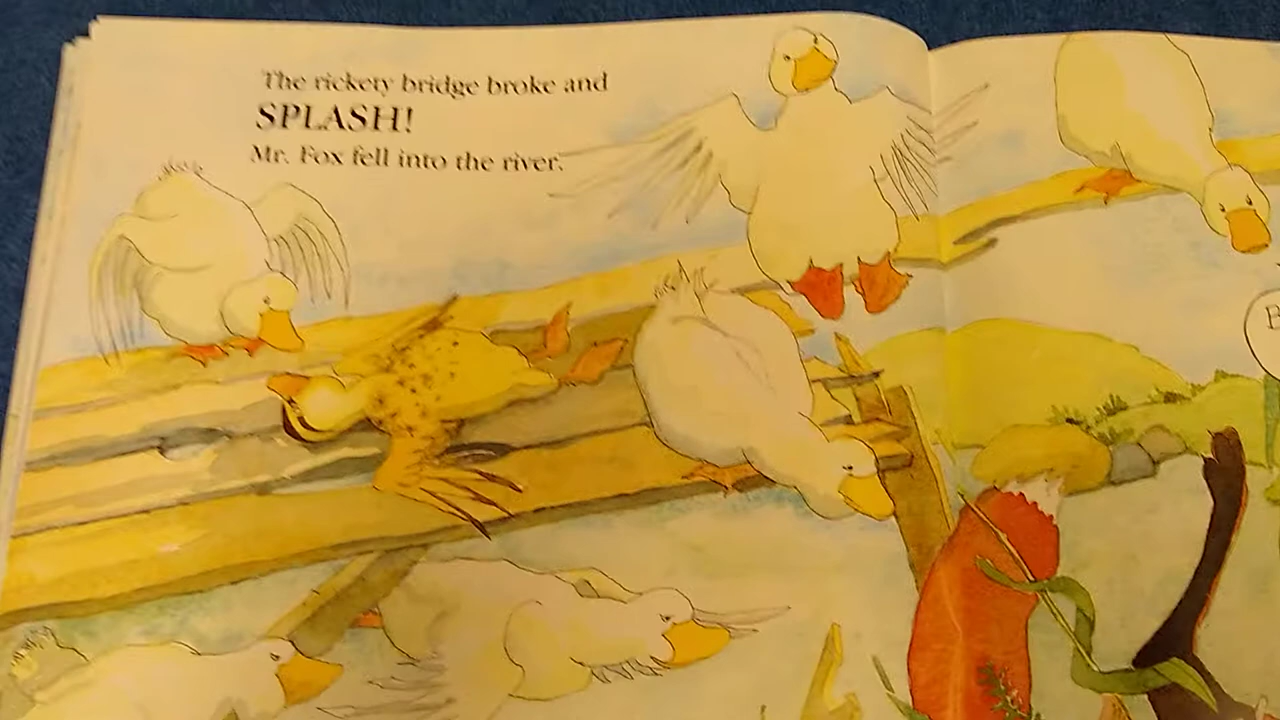 The rickety bridge broke and
SPLASH!
Mr. Fox fell into the river.